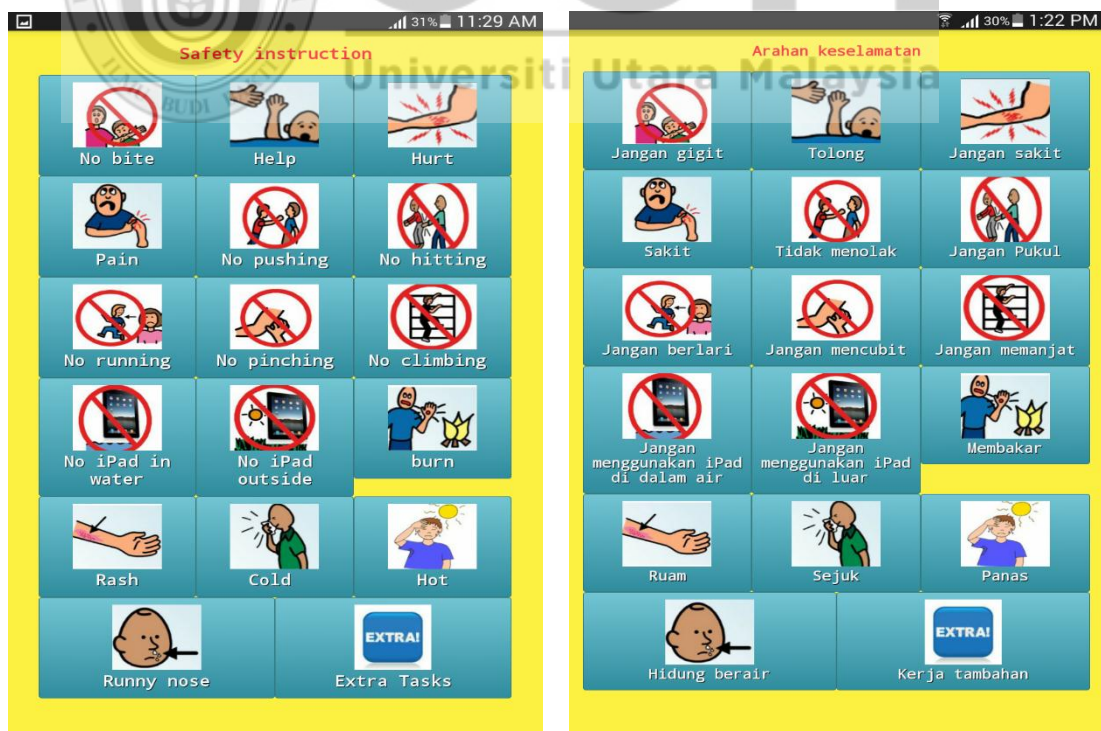 31% 11:29 AM
Safety instruction
No bite
Help
Hurt
Pain
No pushing
No hitting
No running
No pinching
No climbing
No iPad in
water
No iPad
outside
burn
Rash
Cold
Hot
Runny nose
EXTRA!
Extra Tasks
30% 1:22 PM
Arahan keselamatan
Jangan gigit
Tolong
Jangan sakit
Sakit
Tidak menolak
Jangan Pukul
Jangan berlari
Jangan mencubit
Jangan memanjat
Jangan
menggunakan iPad
di dalam air
Jangan
menggunakan iPad
di luar
Membakar
Ruam
Sejuk
Panas
Hidung berair
EXTRA!
Kerja tambahan
Universiti Utara Malaysia
BUDI